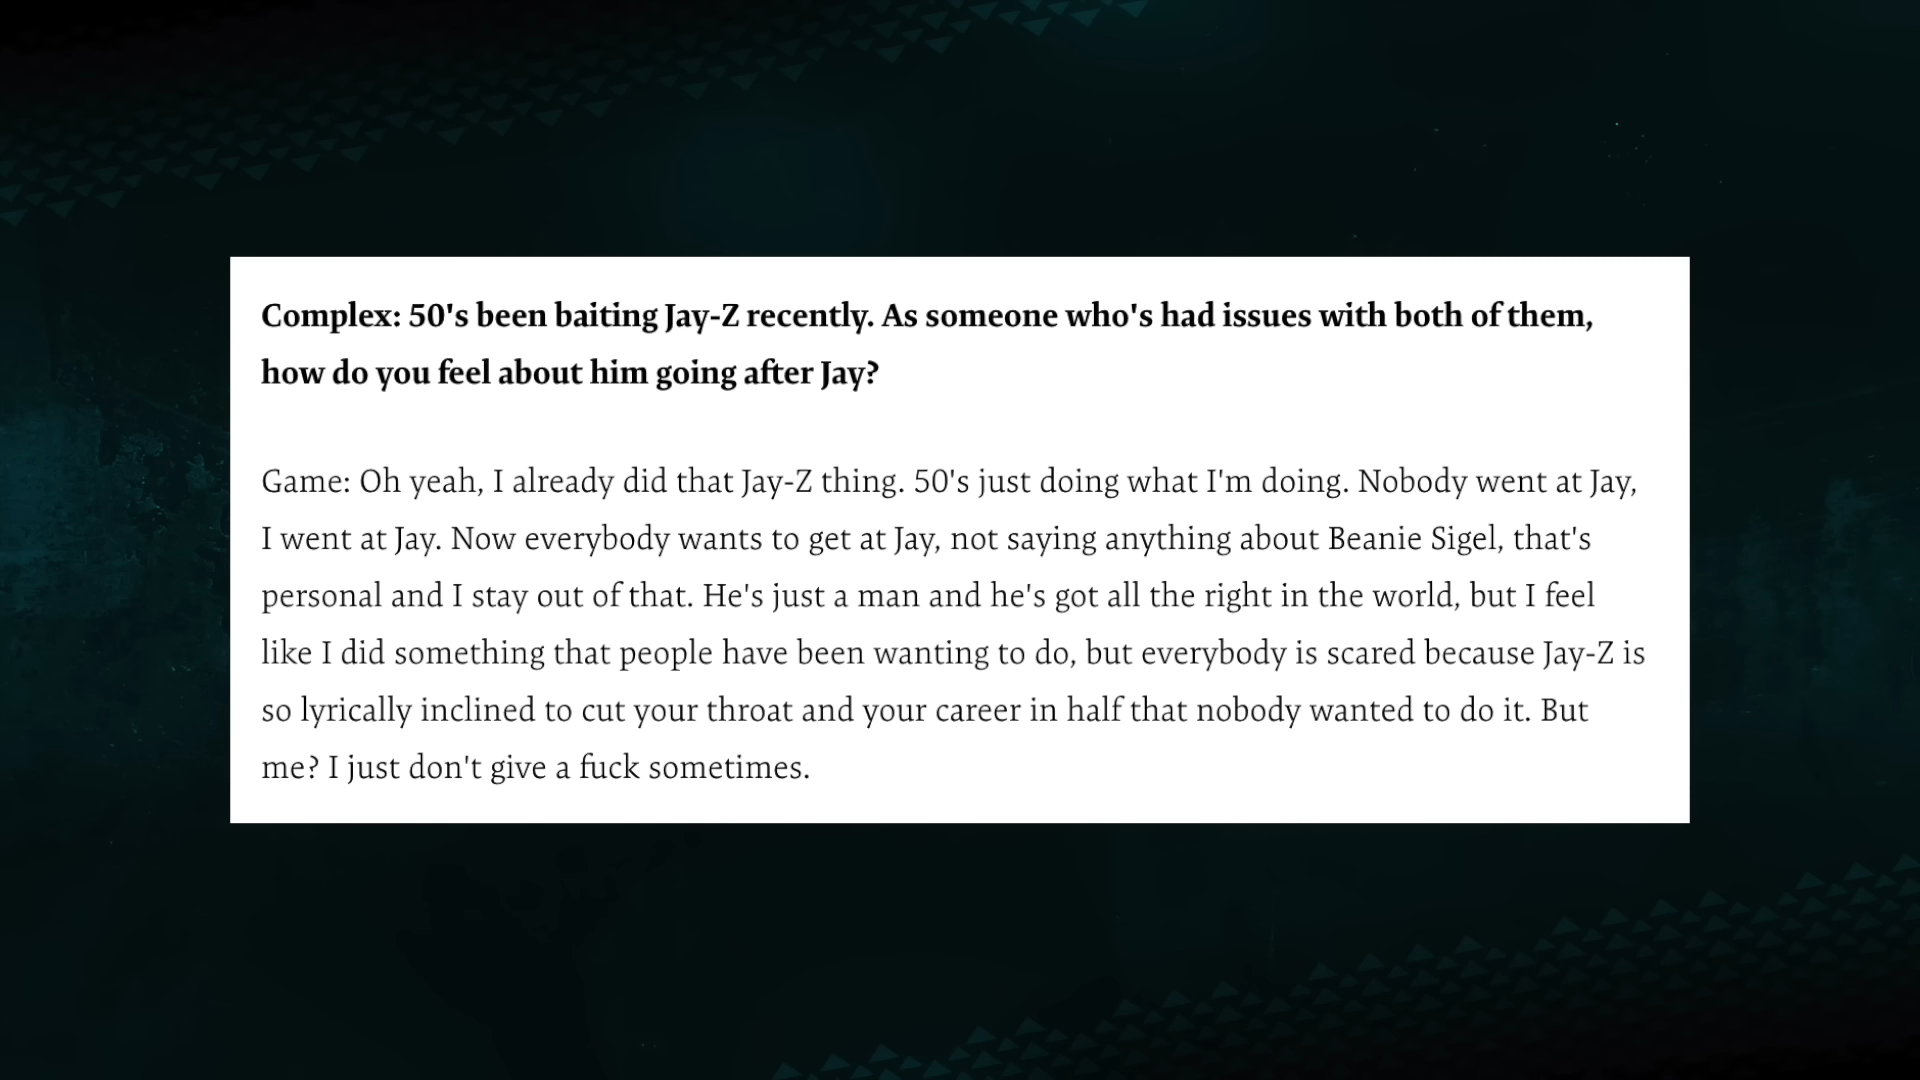 Complex: 50's been baiting Jay-Z recently. As someone who's had issues with both of them,
how do you feel about him going after Jay?
Game: Oh yeah, I already did that Jay-Z thing. 50's just doing what I'm doing. Nobody went at Jay,
I went at Jay. Now everybody wants to get at Jay, not saying anything about Beanie Sigel, that's
personal and I stay out of that. He's just a man and he's got all the right in the world, but I feel
like I did something that people have been wanting to do, but everybody is scared because Jay-Z is
so lyrically inclined to cut your throat and your career in half that nobody wanted to do it. But
me? I just don't give a fuck sometimes.